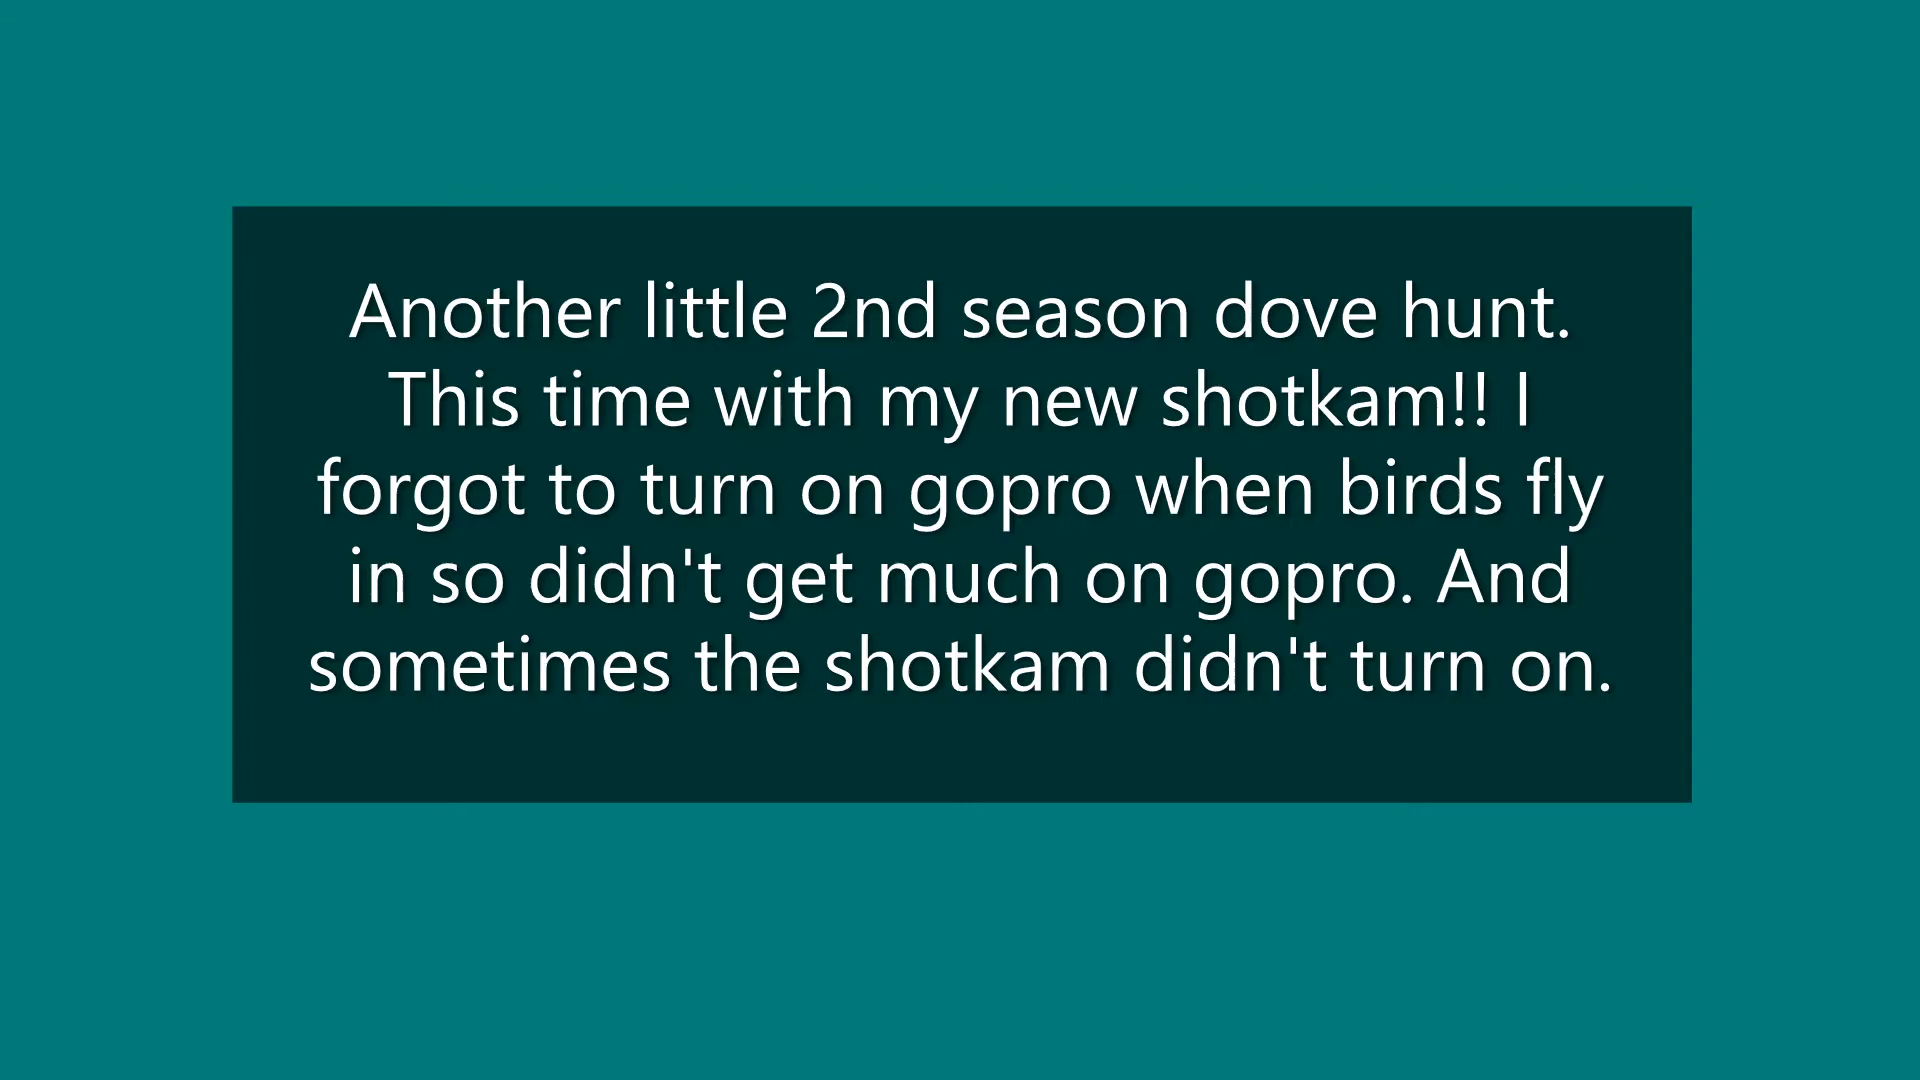 Another little 2nd season dove hunt.
This time with my new shotkam!! I
forgot to turn on gopro when birds fly
in so didn't get much on gopro. And
sometimes the shotkam didn't turn on.